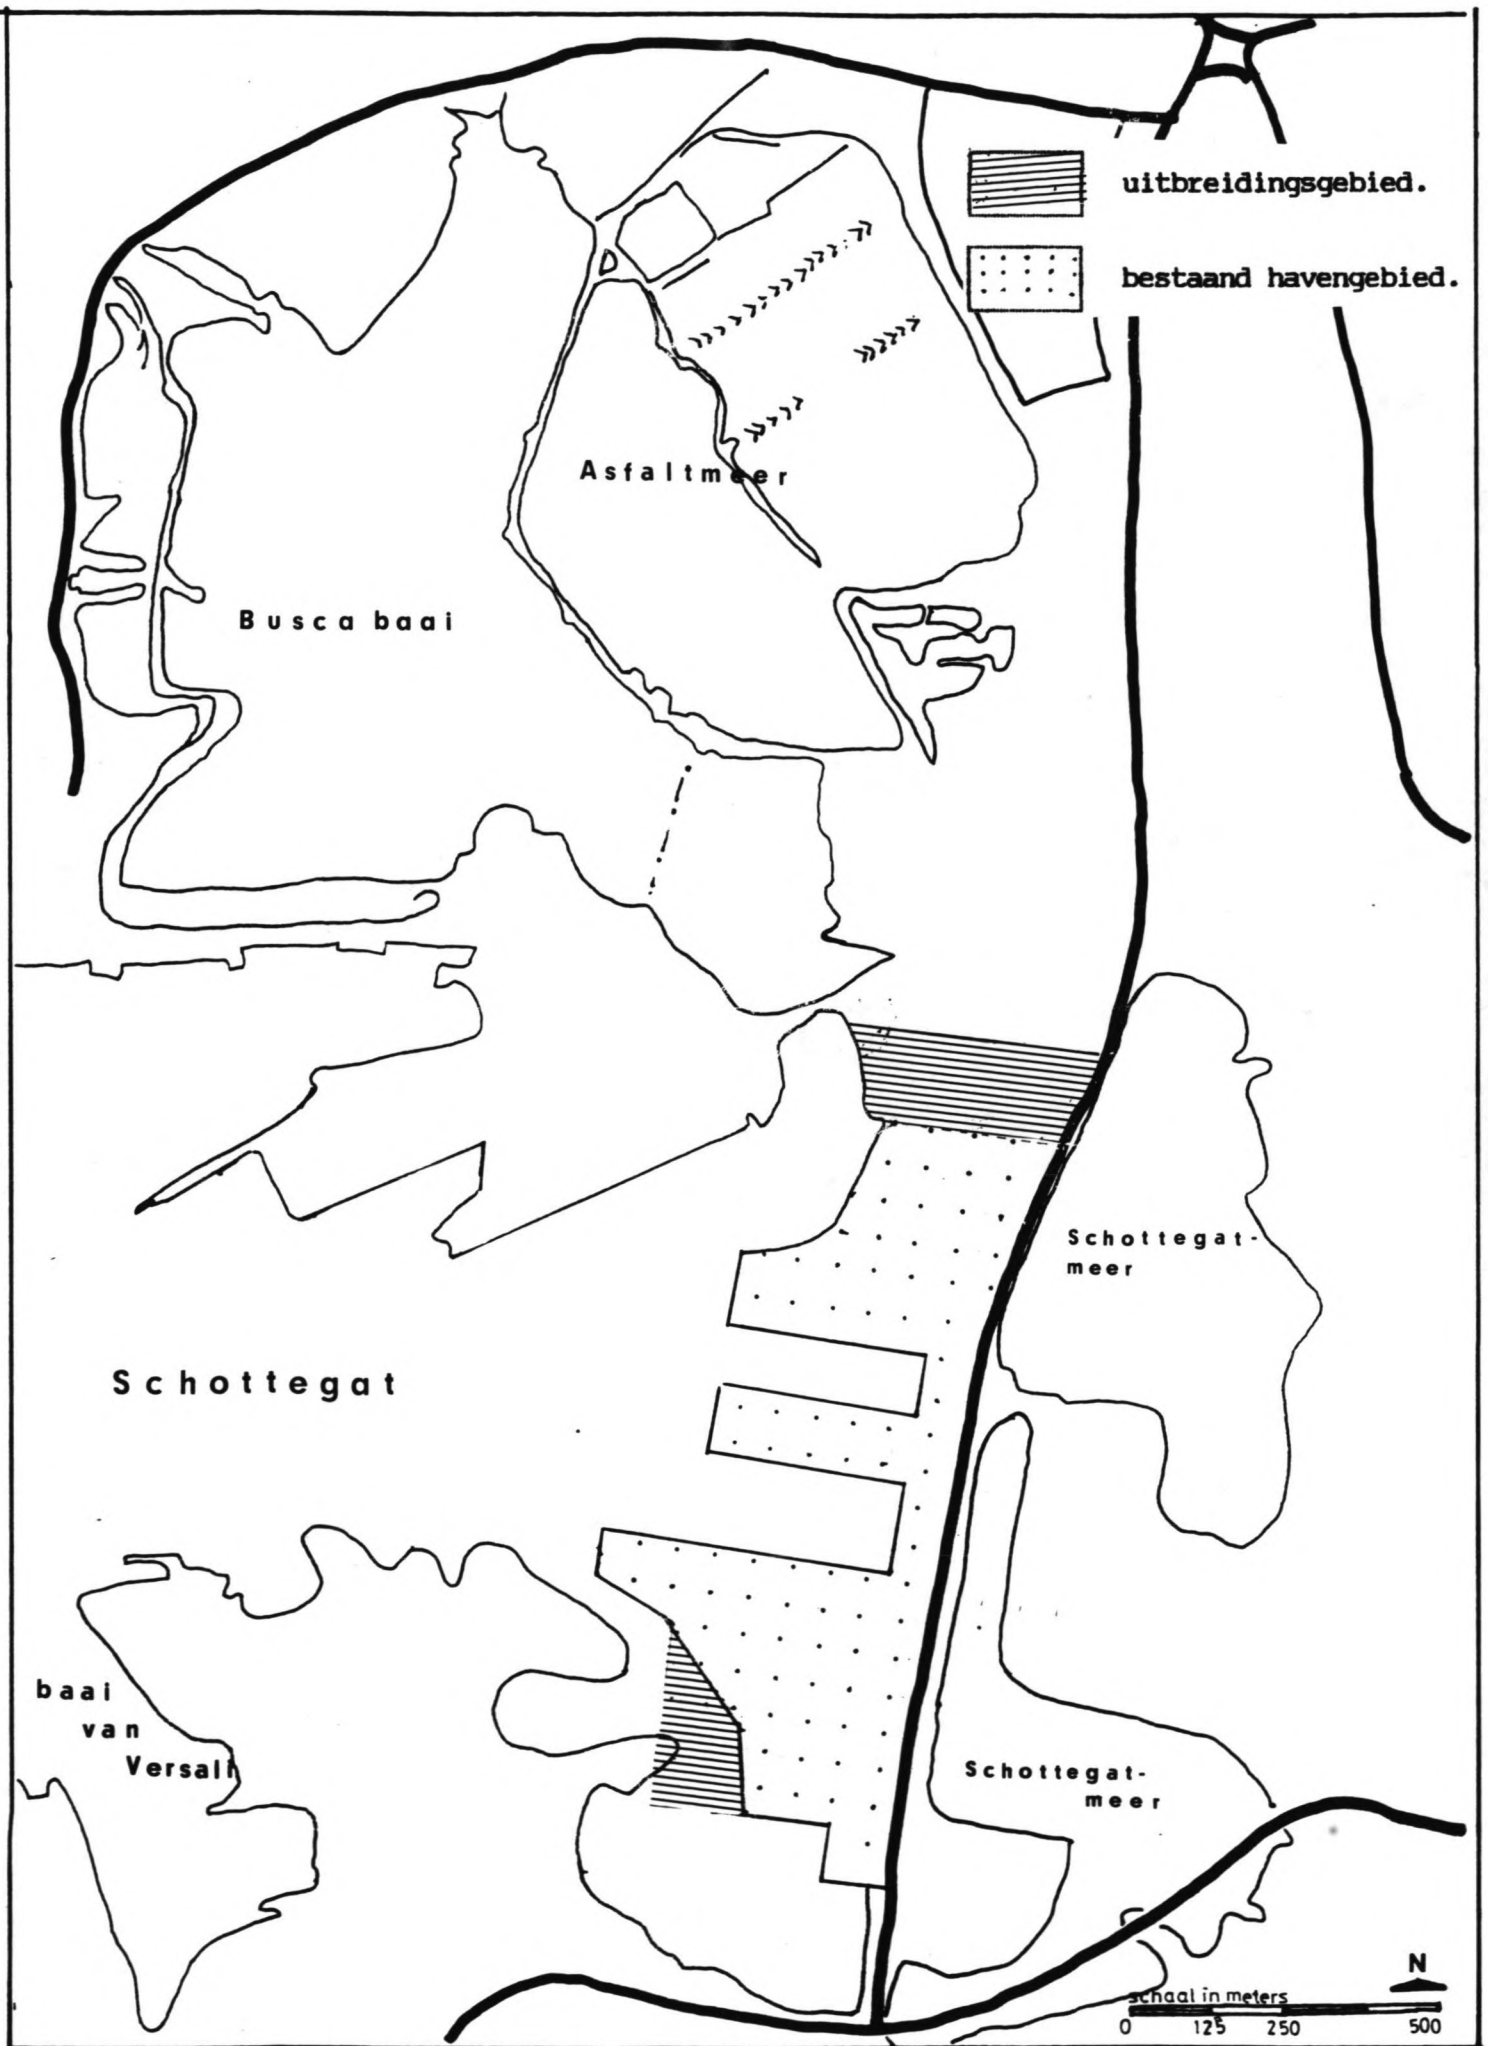 uitbreidingsgebied.
bestaand havengebied.
Asfaltmeer
Busca baai
Schottegat-
meer
Schottegat
baai
van
Versali
Schottegat-
meer
N
schaal in meters
0 125 250 500